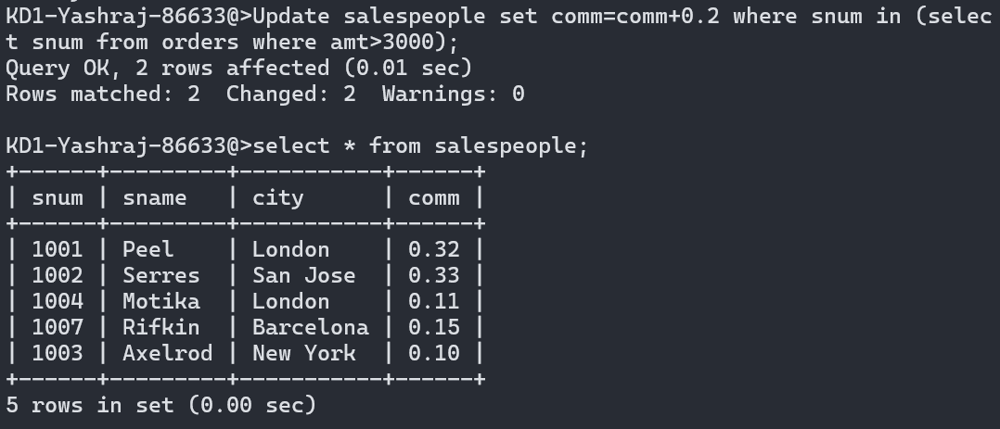 KD1-Yashraj-86633@>Update salespeople set comm=comm+0.2 where snum in (selec
t snum from orders where amt>3000);
Query OK, 2 rows affected (0.01 sec)
Rows matched: 2  Changed: 2  Warnings: 0

KD1-Yashraj-86633@>select * from salespeople;
+------+---------+-----------+------+
| snum | sname   | city      | comm |
+------+---------+-----------+------+
| 1001 | Peel    | London    | 0.32 |
| 1002 | Serres  | San Jose  | 0.33 |
| 1004 | Motika  | London    | 0.11 |
| 1007 | Rifkin  | Barcelona | 0.15 |
| 1003 | Axelrod | New York  | 0.10 |
+------+---------+-----------+------+
5 rows in set (0.00 sec)